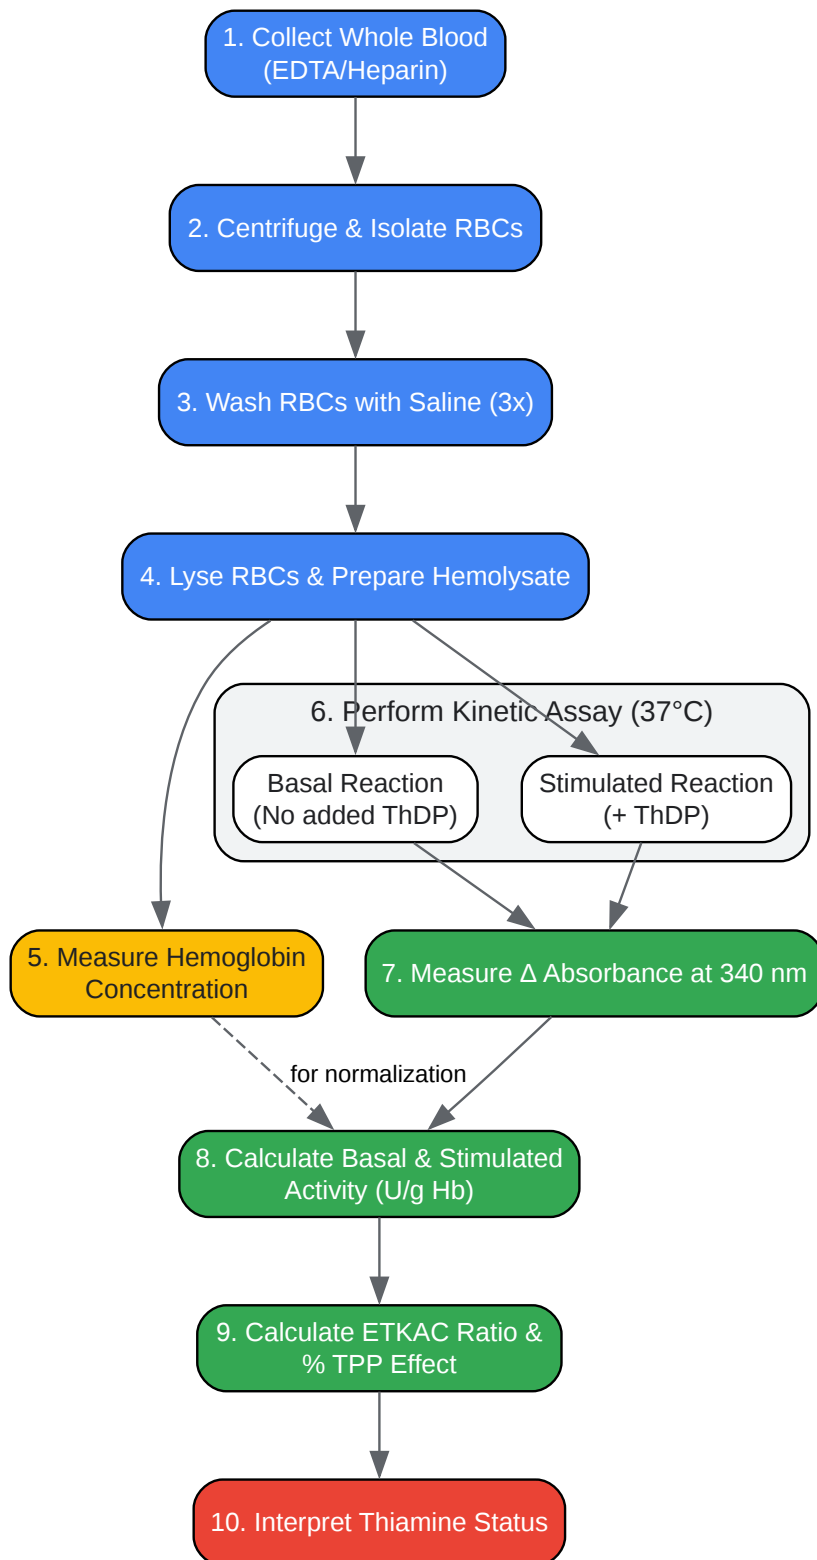 1. Collect Whole Blood
(EDTA/Heparin)
2. Centrifuge & Isolate RBCs
3. Wash RBCs with Saline (3x)
4. Lyse RBCs & Prepare Hemolysate
6. Perform Kinetic Assay (37°C)
Basal Reaction
(No added ThDP)
Stimulated Reaction
(+ ThDP)
5. Measure Hemoglobin
Concentration
7. Measure Δ Absorbance at 340 nm
for normalization
8. Calculate Basal & Stimulated
Activity (U/g Hb)
9. Calculate ETKAC Ratio &
% TPP Effect
10. Interpret Thiamine Status